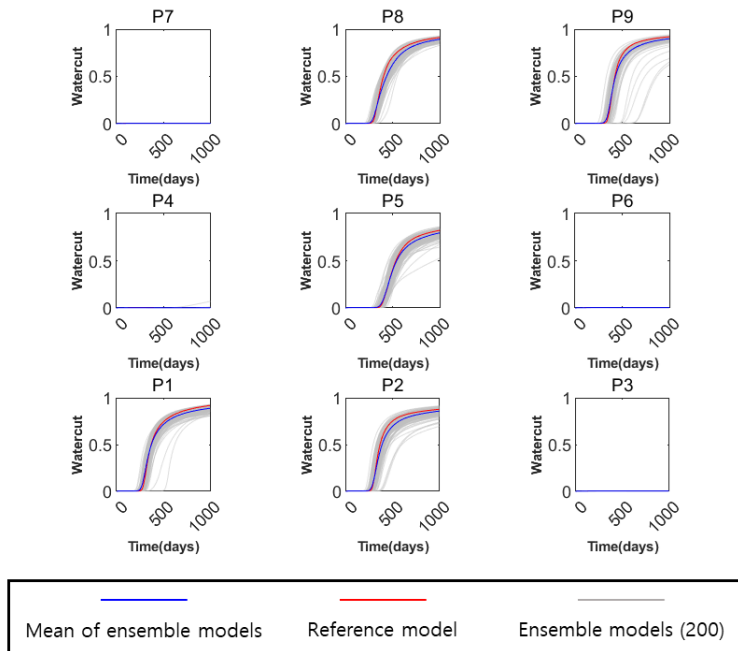 P7
P8
P9
Watercut
1
0.5
0
0
500
1000
Time(days)
Watercut
1
0.5
0
0
500
1000
Time(days)
Watercut
1
0.5
0
0
500
1000
Time(days)
P4
P5
P6
Watercut
1
0.5
0
0
500
1000
Time(days)
Watercut
1
0.5
0
0
500
1000
Time(days)
Watercut
1
0.5
0
0
500
1000
Time(days)
P1
P2
P3
Watercut
1
0.5
0
0
500
1000
Time(days)
Watercut
1
0.5
0
0
500
1000
Time(days)
Watercut
1
0.5
0
0
500
1000
Time(days)
Mean of ensemble models
Reference model
Ensemble models (200)